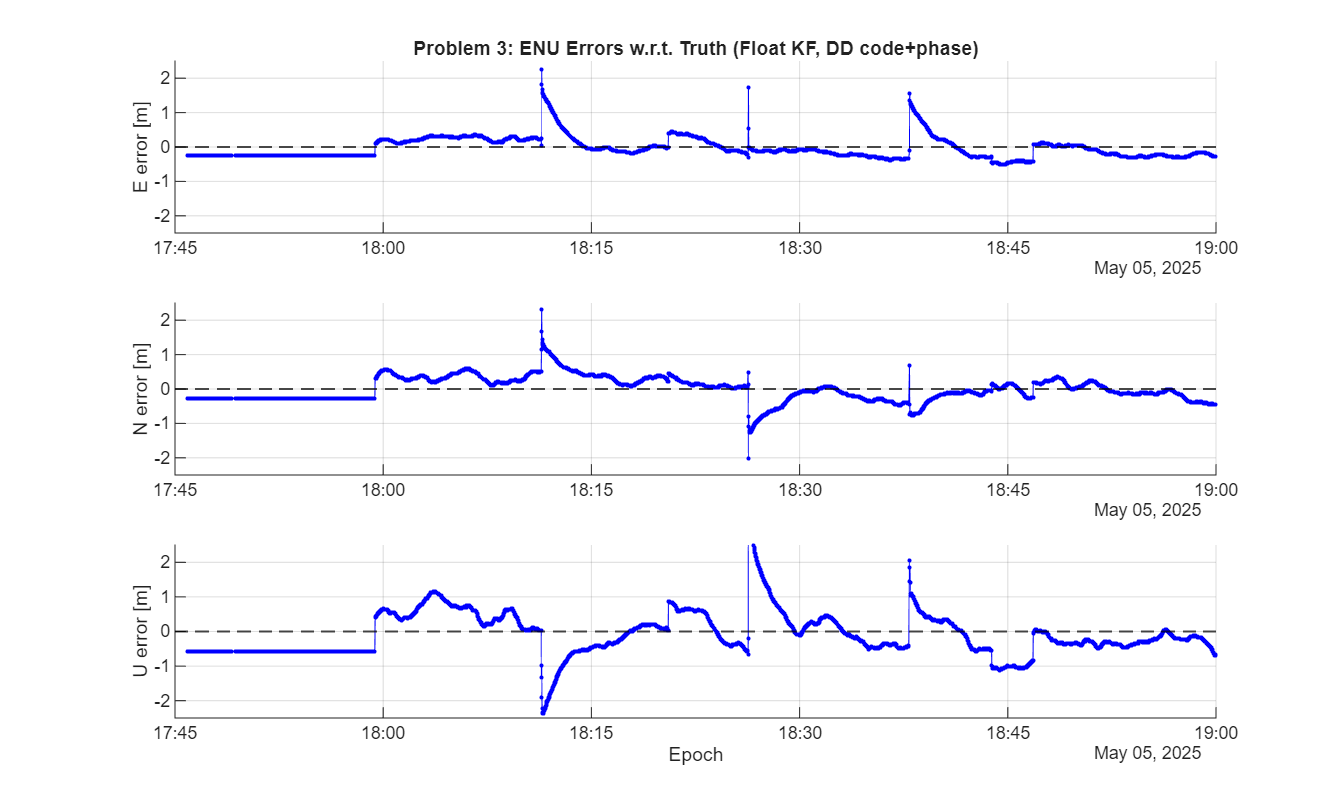 Problem 3: ENU Errors w.r.t. Truth (Float KF, DD code+phase)
E error [m]
2
1
0
-1
-2
17:45 18:00 18:15 18:30 18:45 19:00
May 05, 2025
N error [m]
2
1
0
-1
-2
17:45 18:00 18:15 18:30 18:45 19:00
May 05, 2025
U error [m]
2
1
0
-1
-2
17:45 18:00 18:15 18:30 18:45 19:00
Epoch
May 05, 2025